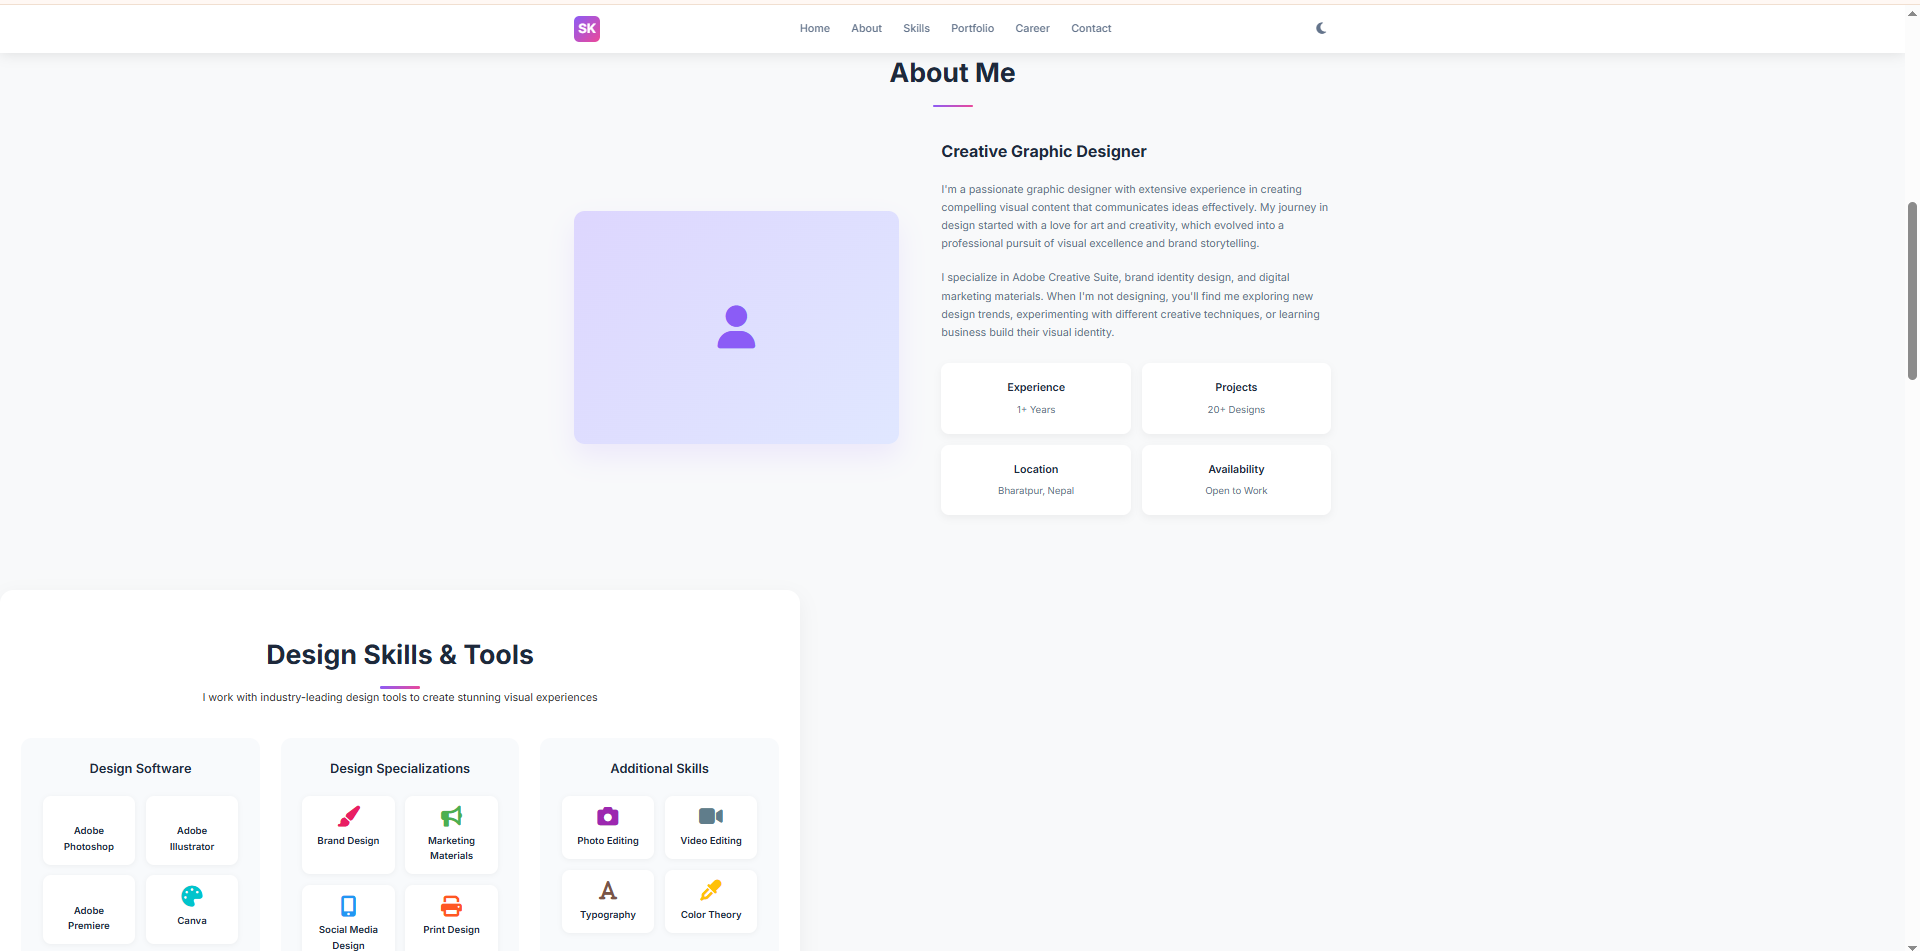 SK
Home
About
Skills
Portfolio
Career
Contact
About Me
Creative Graphic Designer
I'm a passionate graphic designer with extensive experience in creating
compelling visual content that communicates ideas effectively. My journey in
design started with a love for art and creativity, which evolved into a
professional pursuit of visual excellence and brand storytelling.
I specialize in Adobe Creative Suite, brand identity design, and digital
marketing materials. When I'm not designing, you'll find me exploring new
design trends, experimenting with different creative techniques, or learning
business build their visual identity.
Experience
1+ Years
Projects
20+ Designs
Location
Bharatpur, Nepal
Availability
Open to Work
Design Skills & Tools
I work with industry-leading design tools to create stunning visual experiences
Design Software
Adobe
Photoshop
Adobe
Illustrator
Adobe
Premiere
Canva
Design Specializations
Brand Design
Marketing
Materials
Social Media
Design
Print Design
Additional Skills
Photo Editing
Video Editing
Typography
Color Theory